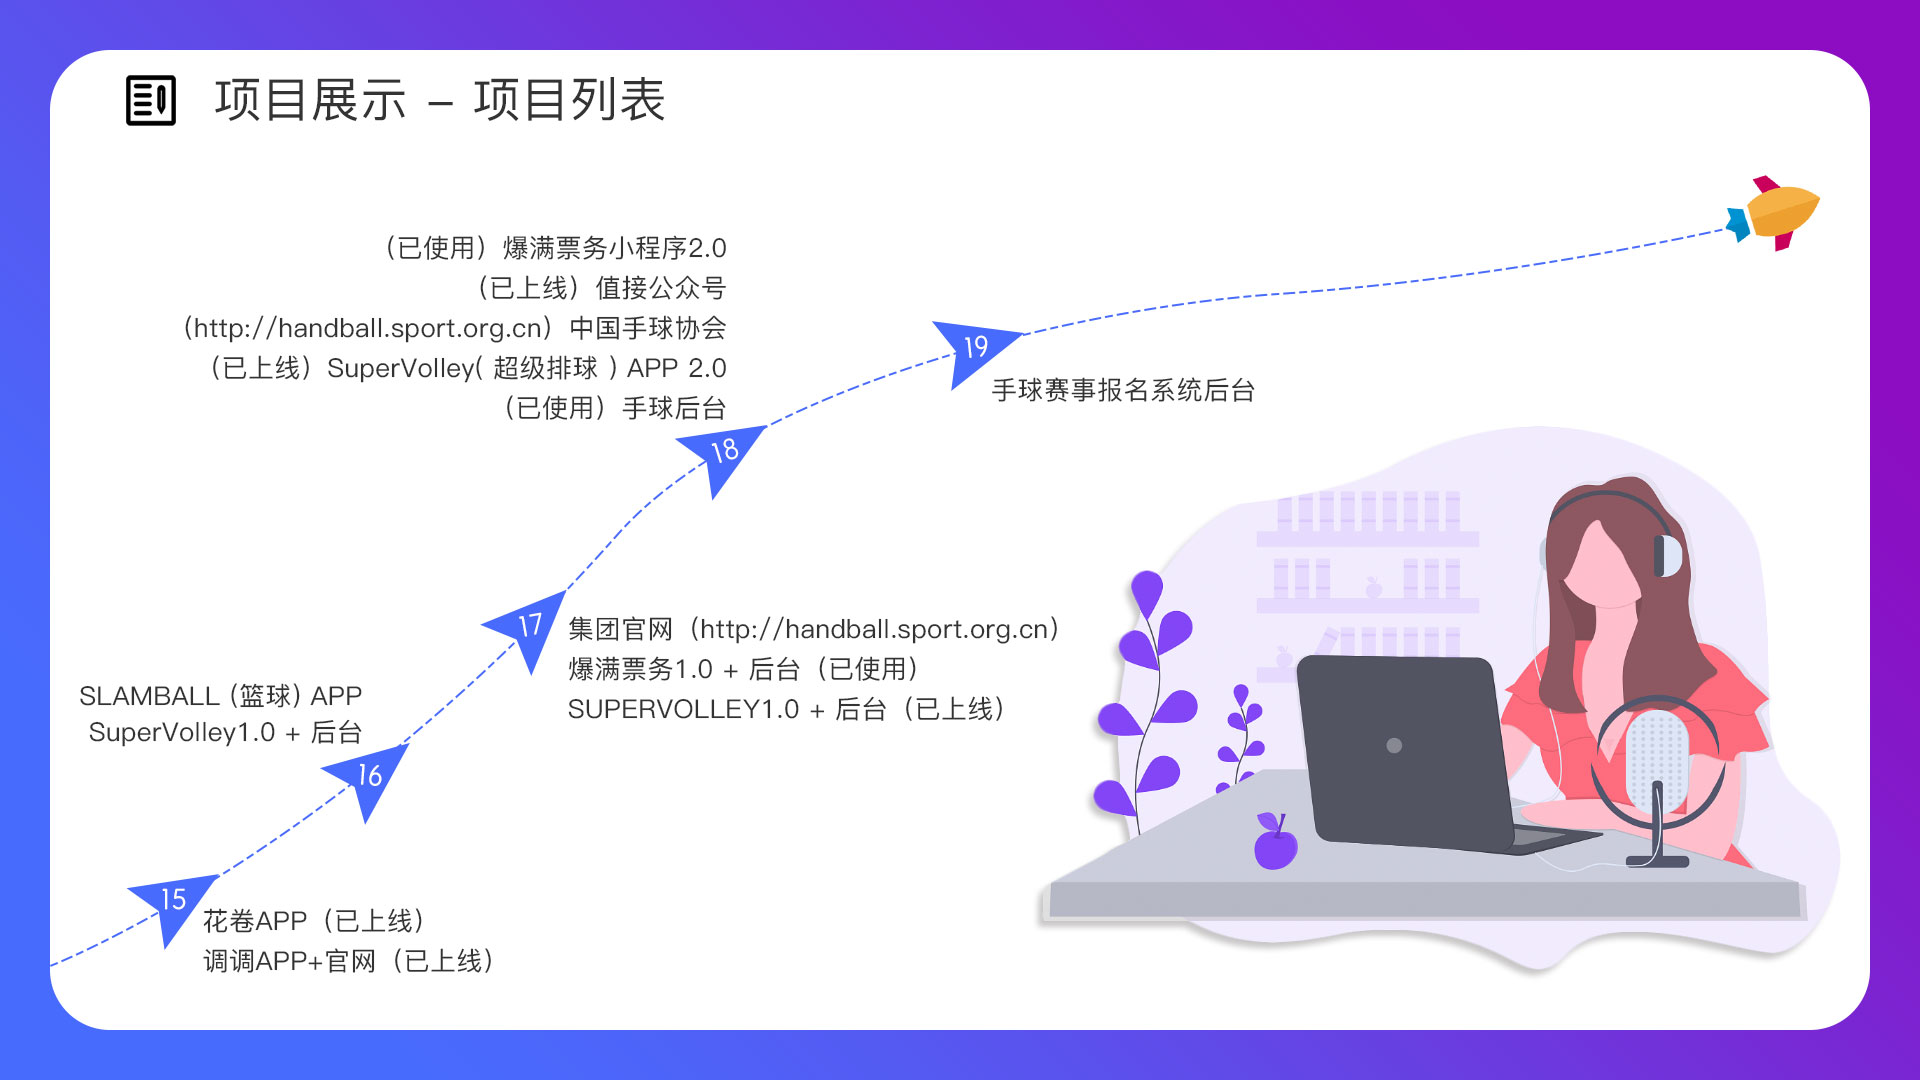 项目展示 – 项目列表
（已使用）爆满票务小程序2.0
（已上线）值接公众号
（http://handball.sport.org.cn）中国手球协会
（已上线）SuperVolley( 超级排球 ) APP 2.0
（已使用）手球后台
19
手球赛事报名系统后台
18
17
集团官网（http://handball.sport.org.cn）
爆满票务1.0 + 后台（已使用）
SUPERVOLLEY1.0 + 后台（已上线）
SLAMBALL (篮球) APP
SuperVolley1.0 + 后台
16
15
花卷APP（已上线）
调调APP+官网（已上线）